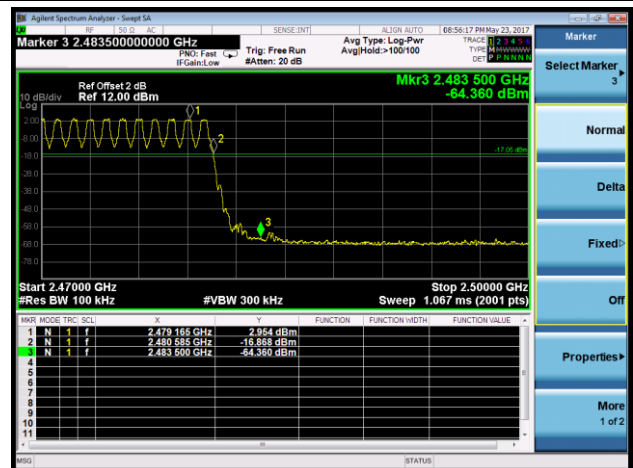 Agilent Spectrum Analyzer - Swept SA
RF 50 Ω AC SENSE:INT ALIGN AUTO 08:56:17 PM May 23, 2017
Marker 3 2.483500000000 GHz Avg Type: Log-Pwr TRACE 1 2 3 4 5 6 Marker
PNO: Fast Trig: Free Run Avg|Hold:>100/100 TYPE M MWWWWW
IFGain:Low #Atten: 20 dB DET P P N N N N
Select Marker
3
Ref Offset 2 dB Mkr3 2.483 500 GHz
10 dB/div Ref 12.00 dBm -64.360 dBm
Log
1
2.00
2
Normal
-8.00
-17.05 dBm
-18.0
-28.0
Delta
-38.0
-48.0
3
-58.0
Fixed
-68.0
-78.0
Start 2.47000 GHz Stop 2.50000 GHz
#Res BW 100 kHz #VBW 300 kHz Sweep 1.067 ms (2001 pts)
Off
MKR MODE TRC SCL X Y FUNCTION FUNCTION WIDTH FUNCTION VALUE
1 N 1 f 2.479 165 GHz 2.954 dBm
2 N 1 f 2.480 585 GHz -16.868 dBm
3 N 1 f 2.483 500 GHz -64.360 dBm
4
5
Properties
6
7
8
9
More
10
1 of 2
11
MSG STATUS